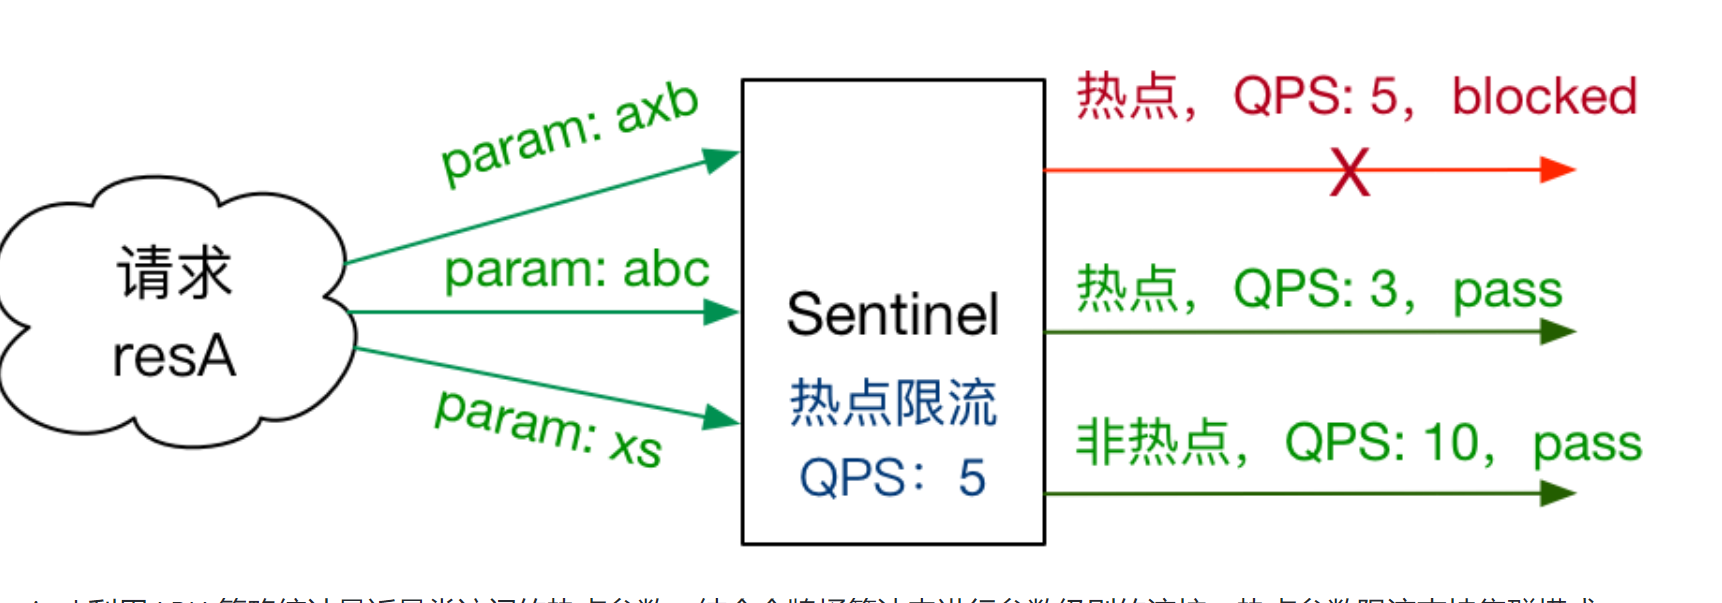 热点，QPS: 5，blocked
param: axb
请求
resA
param: abc
热点，QPS: 3，pass
Sentinel
热点限流
QPS：5
param: xs
非热点，QPS: 10，pass